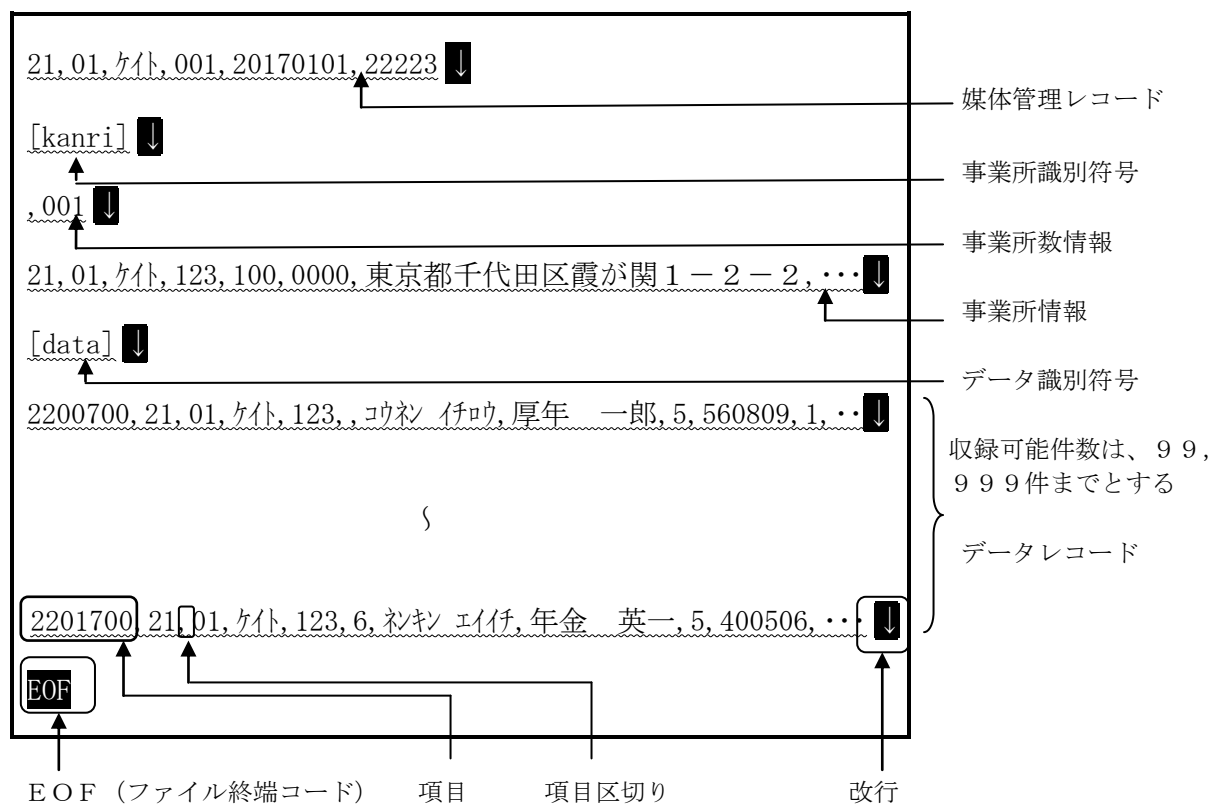 21,01,ｹｲﾄ,001,20170101,22223↓
媒体管理レコード
[kanri]↓
事業所識別符号
,001↓
事業所数情報
21,01,ｹｲﾄ,123,100,0000,東京都千代田区霞が関１－２－２,･･･↓
事業所情報
[data]↓
データ識別符号
2200700,21,01,ｹｲﾄ,123,,ｺｳﾈﾝ ｲﾁﾛｳ,厚年　一郎,5,560809,1,･･↓
収録可能件数は、９９,
９９９件までとする
～
データレコード
2201700,21,01,ｹｲﾄ,123,6,ﾈﾝｷﾝ ｴｲｲﾁ,年金　英一,5,400506,･･･↓
EOF
ＥＯＦ（ファイル終端コード）　項目　項目区切り　改行